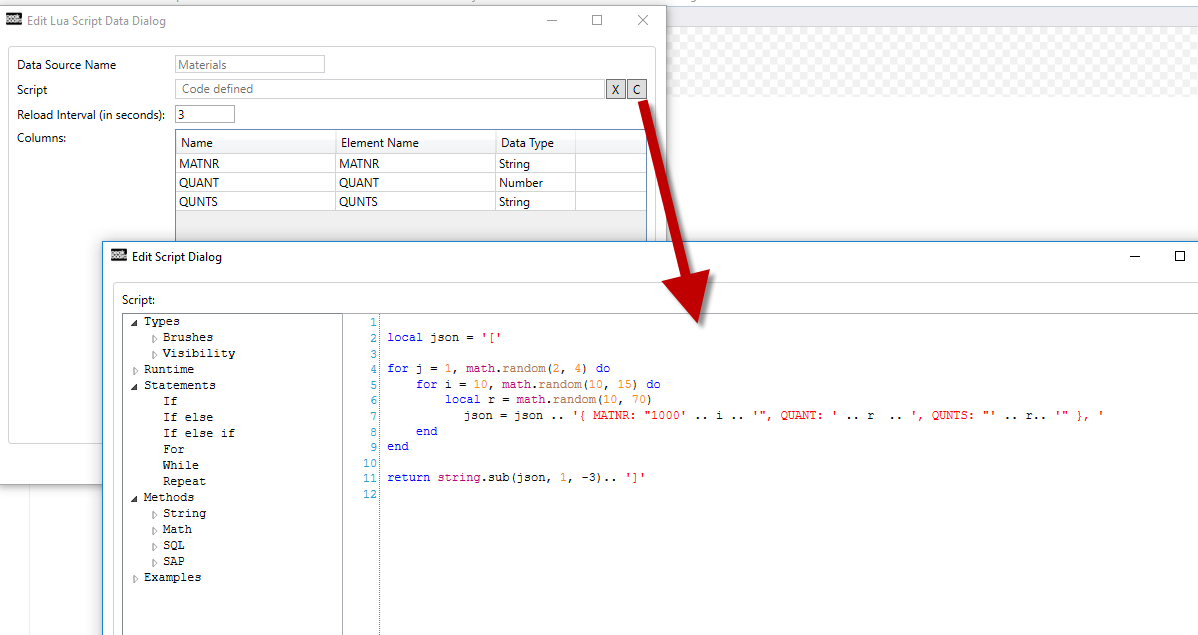 peak board Edit Lua Script Data Dialog
Data Source Name Materials
Script Code defined X C
Reload Interval (in seconds): 3
Columns:
Name Element Name Data Type
MATNR MATNR String
QUANT QUANT Number
QUNTS QUNTS String
peak board Edit Script Dialog
Script:
Types
Brushes
Visibility
Runtime
Statements
If
If else
If else if
For
While
Repeat
Methods
String
Math
SQL
SAP
Examples
1
2 local json = '['
3
4 for j = 1, math.random(2, 4) do
5 for i = 10, math.random(10, 15) do
6 local r = math.random(10, 70)
7 json = json .. '{ MATNR: "1000' .. i .. '", QUANT: ' .. r  .. ', QUNTS: "' .. r.. '" }, '
8 end
9 end
10
11 return string.sub(json, 1, -3).. ']'
12